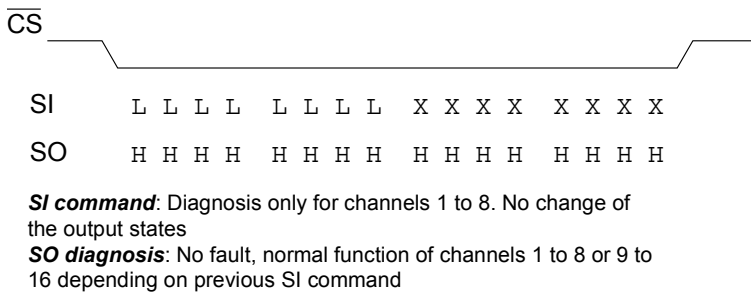 CS
SI L L L L L L L L X X X X X X X X
SO H H H H H H H H H H H H H H H H
SI command: Diagnosis only for channels 1 to 8. No change of
the output states
SO diagnosis: No fault, normal function of channels 1 to 8 or 9 to
16 depending on previous SI command